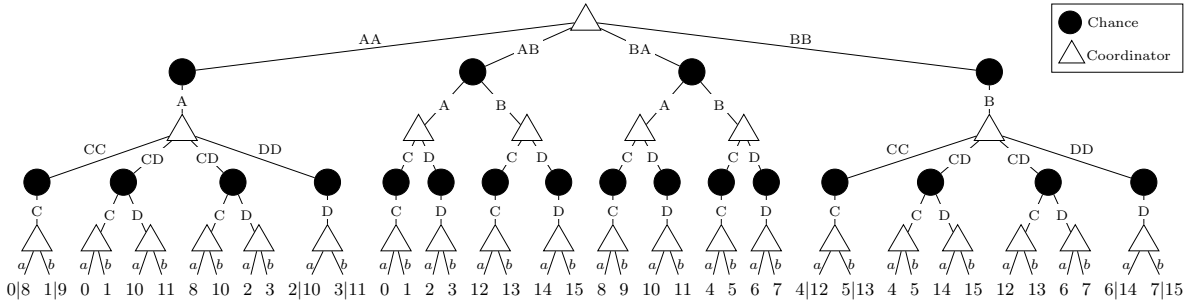 Chance
Coordinator
AA AB BA BB
A A B A B B
CC CD CD DD C D C D C D C D CC CD CD DD
C C D C D D C D C D C D C D C C D C D D
a b a b a b a b a b a b a b a b a b a b a b a b a b a b a b a b a b a b a b a b
0|8 1|9 0 1 10 11 8 10 2 3 2|10 3|11 0 1 2 3 12 13 14 15 8 9 10 11 4 5 6 7 4|12 5|13 4 5 14 15 12 13 6 7 6|14 7|15